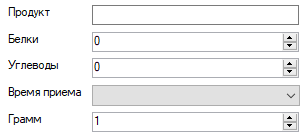 Продукт
Белки 0
Углеводы 0
Время приема
Грамм 1